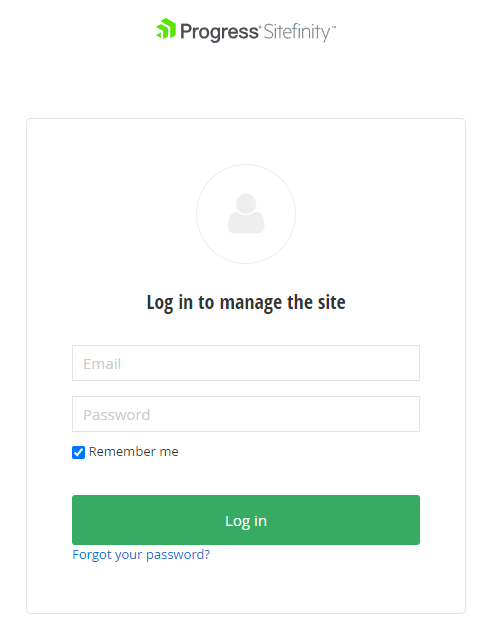 Progress® Sitefinity™
Log in to manage the site
Email
Password
Remember me
Log in
Forgot your password?